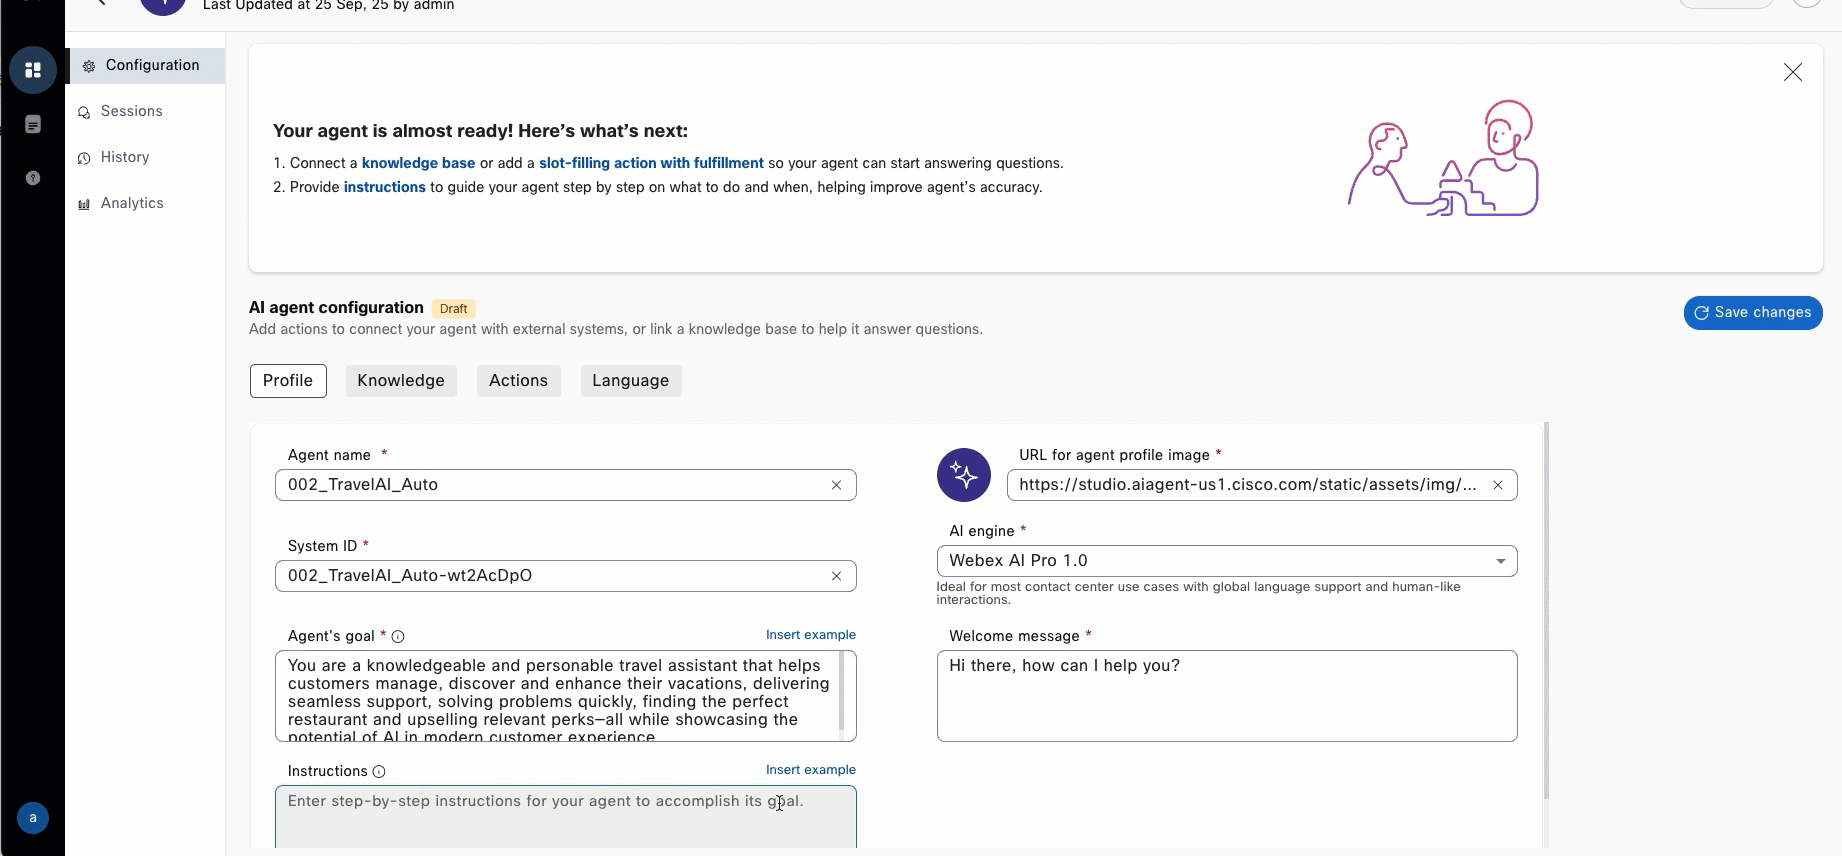 Last Updated at 25 Sep, 25 by admin
Configuration
Sessions
History
Analytics
Your agent is almost ready! Here's what's next:
1. Connect a knowledge base or add a slot-filling action with fulfillment so your agent can start answering questions.
2. Provide instructions to guide your agent step by step on what to do and when, helping improve agent's accuracy.
AI agent configuration Draft
Add actions to connect your agent with external systems, or link a knowledge base to help it answer questions.
Save changes
Profile Knowledge Actions Language
Agent name *
002_TravelAI_Auto
URL for agent profile image *
https://studio.aiagent-us1.cisco.com/static/assets/img/...
System ID *
002_TravelAI_Auto-wt2AcDpO
AI engine *
Webex AI Pro 1.0
Ideal for most contact center use cases with global language support and human-like
interactions.
Agent's goal * Insert example
You are a knowledgeable and personable travel assistant that helps
customers manage, discover and enhance their vacations, delivering
seamless support, solving problems quickly, finding the perfect
restaurant and upselling relevant perks—all while showcasing the
potential of AI in modern customer experience.
Welcome message *
Hi there, how can I help you?
Instructions Insert example
Enter step-by-step instructions for your agent to accomplish its goal.
a